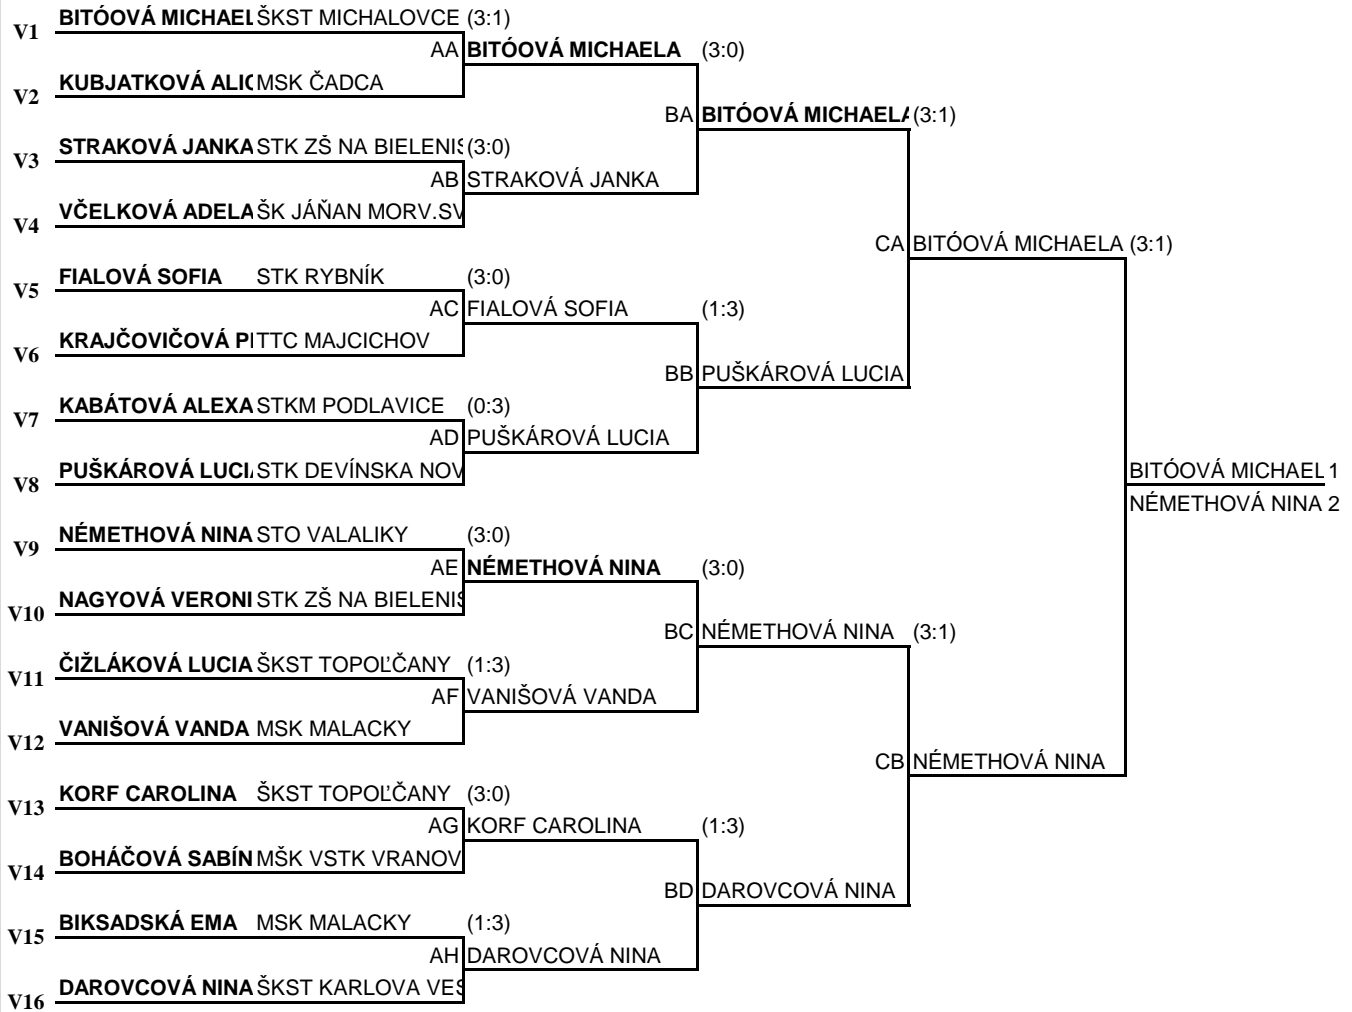 V1 BITÓOVÁ MICHAEL ŠKST MICHALOVCE (3:1)
AA BITÓOVÁ MICHAELA (3:0)
V2 KUBJATKOVÁ ALIC MSK ČADCA
BA BITÓOVÁ MICHAELA (3:1)
V3 STRAKOVÁ JANKA STK ZŠ NA BIELENIS (3:0)
AB STRAKOVÁ JANKA
V4 VČELKOVÁ ADELA ŠK JÁŇAN MORV.SV
CA BITÓOVÁ MICHAELA (3:1)
V5 FIALOVÁ SOFIA STK RYBNÍK (3:0)
AC FIALOVÁ SOFIA (1:3)
V6 KRAJČOVIČOVÁ PI TTC MAJCICHOV
BB PUŠKÁROVÁ LUCIA
V7 KABÁTOVÁ ALEXA STKM PODLAVICE (0:3)
AD PUŠKÁROVÁ LUCIA
V8 PUŠKÁROVÁ LUCI STK DEVÍNSKA NOV
BITÓOVÁ MICHAEL 1
NÉMETHOVÁ NINA 2
V9 NÉMETHOVÁ NINA STO VALALIKY (3:0)
AE NÉMETHOVÁ NINA (3:0)
V10 NAGYOVÁ VERONI STK ZŠ NA BIELENIS
BC NÉMETHOVÁ NINA (3:1)
V11 ČIŽLÁKOVÁ LUCIA ŠKST TOPOĽČANY (1:3)
AF VANIŠOVÁ VANDA
V12 VANIŠOVÁ VANDA MSK MALACKY
CB NÉMETHOVÁ NINA
V13 KORF CAROLINA ŠKST TOPOĽČANY (3:0)
AG KORF CAROLINA (1:3)
V14 BOHÁČOVÁ SABÍN MŠK VSTK VRANOV
BD DAROVCOVÁ NINA
V15 BIKSADSKÁ EMA MSK MALACKY (1:3)
AH DAROVCOVÁ NINA
V16 DAROVCOVÁ NINA ŠKST KARLOVA VES